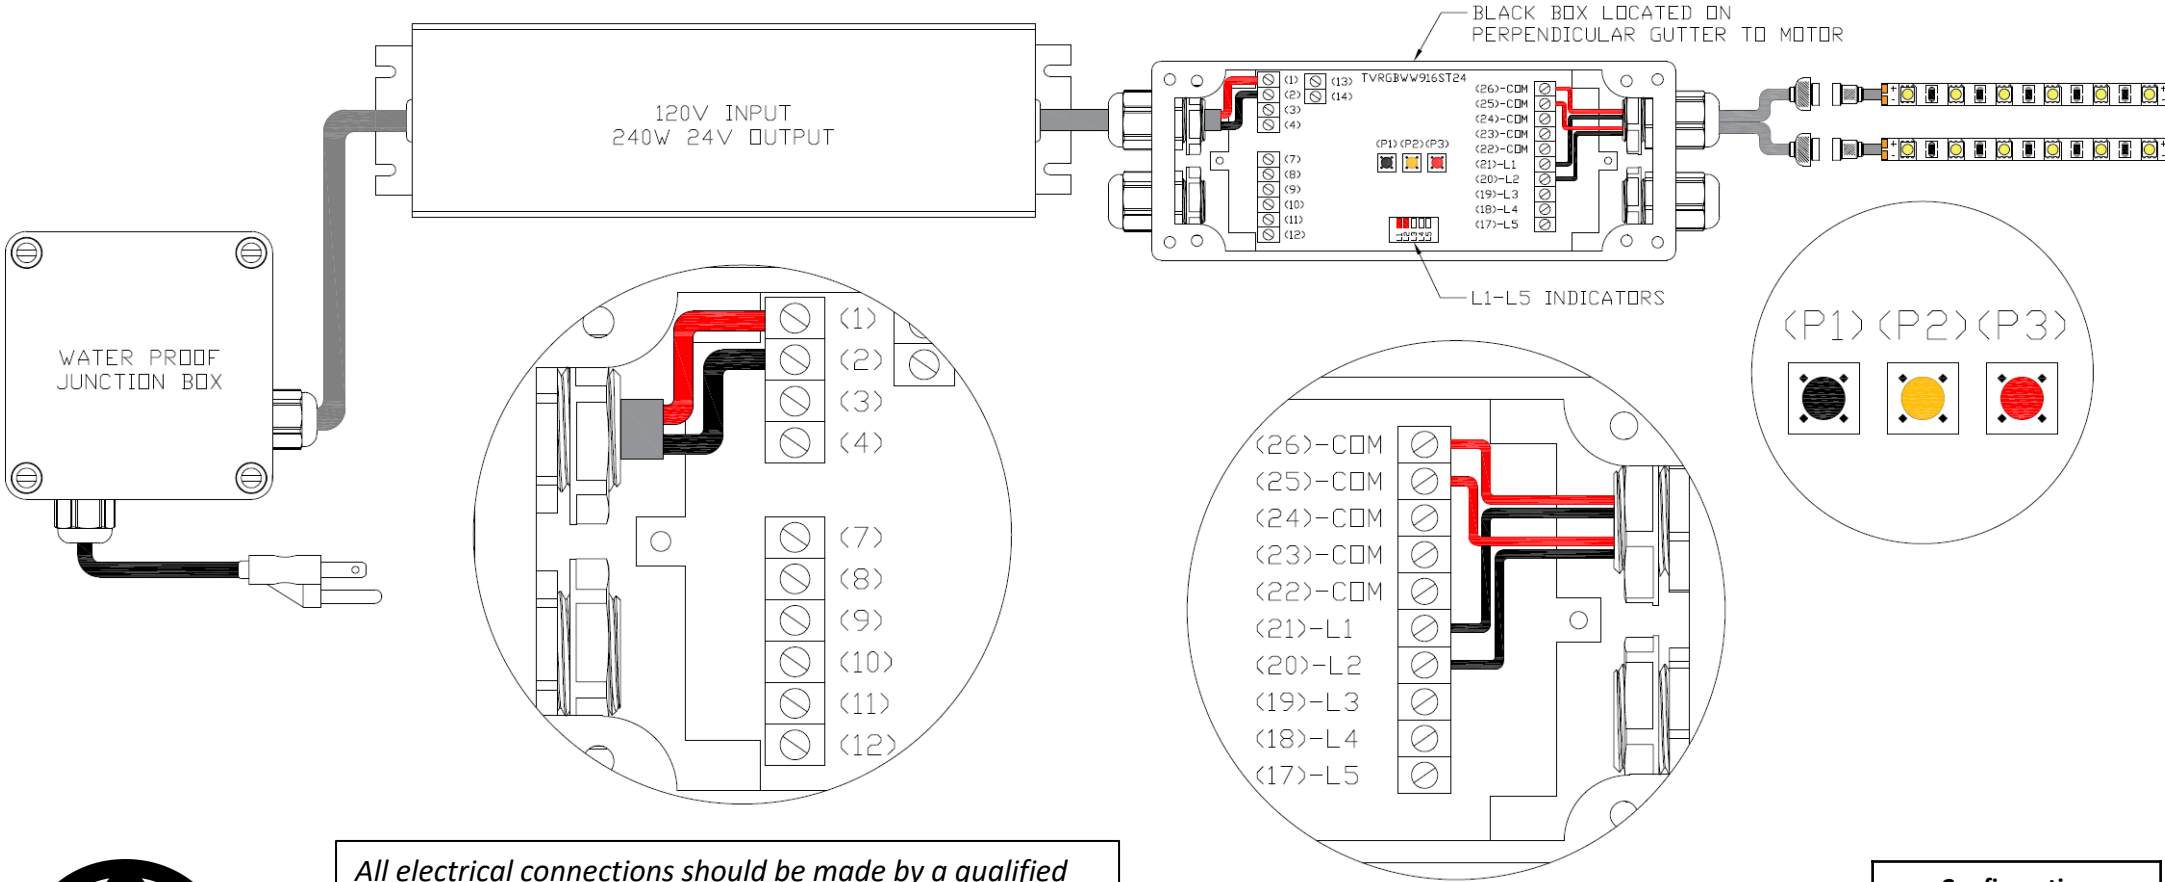 BLACK BOX LOCATED ON
PERPENDICULAR GUTTER TO MOTOR
120V INPUT
240W 24V OUTPUT
TVRGBWW916ST24
(1)
(2)
(3)
(4)
(13)
(14)
(7)
(8)
(9)
(10)
(11)
(12)
(P1)(P2)(P3)
(26)-COM
(25)-COM
(24)-COM
(23)-COM
(22)-COM
(21)-L1
(20)-L2
(19)-L3
(18)-L4
(17)-L5
L1
L2
L3
L4
L5
+
-
+
-
L1-L5 INDICATORS
WATER PROOF
JUNCTION BOX
(1)
(2)
(3)
(4)
(7)
(8)
(9)
(10)
(11)
(12)
(26)-COM
(25)-COM
(24)-COM
(23)-COM
(22)-COM
(21)-L1
(20)-L2
(19)-L3
(18)-L4
(17)-L5
(P1) (P2) (P3)
All electrical connections should be made by a qualified